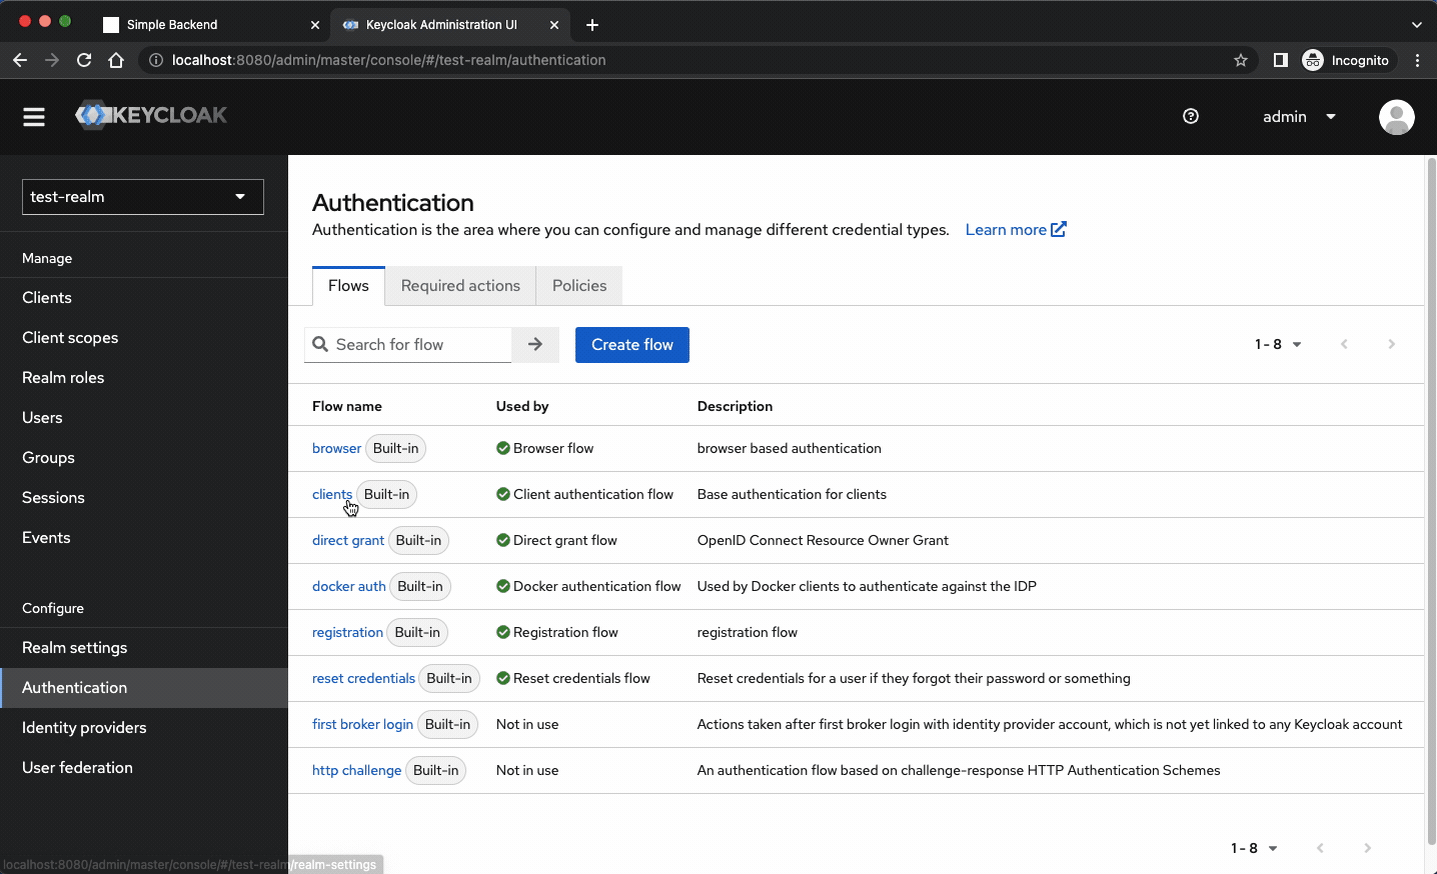 Simple Backend
Keycloak Administration UI
localhost:8080/admin/master/console/#/test-realm/authentication
Incognito
KEYCLOAK
admin
test-realm
Manage
Clients
Client scopes
Realm roles
Users
Groups
Sessions
Events
Configure
Realm settings
Authentication
Identity providers
User federation
Authentication
Authentication is the area where you can configure and manage different credential types. Learn more
Flows Required actions Policies
Search for flow Create flow 1 - 8
Flow name Used by Description
browser Built-in Browser flow browser based authentication
clients Built-in Client authentication flow Base authentication for clients
direct grant Built-in Direct grant flow OpenID Connect Resource Owner Grant
docker auth Built-in Docker authentication flow Used by Docker clients to authenticate against the IDP
registration Built-in Registration flow registration flow
reset credentials Built-in Reset credentials flow Reset credentials for a user if they forgot their password or something
first broker login Built-in Not in use Actions taken after first broker login with identity provider account, which is not yet linked to any Keycloak account
http challenge Built-in Not in use An authentication flow based on challenge-response HTTP Authentication Schemes
1 - 8
localhost:8080/admin/master/console/#/test-realm/realm-settings